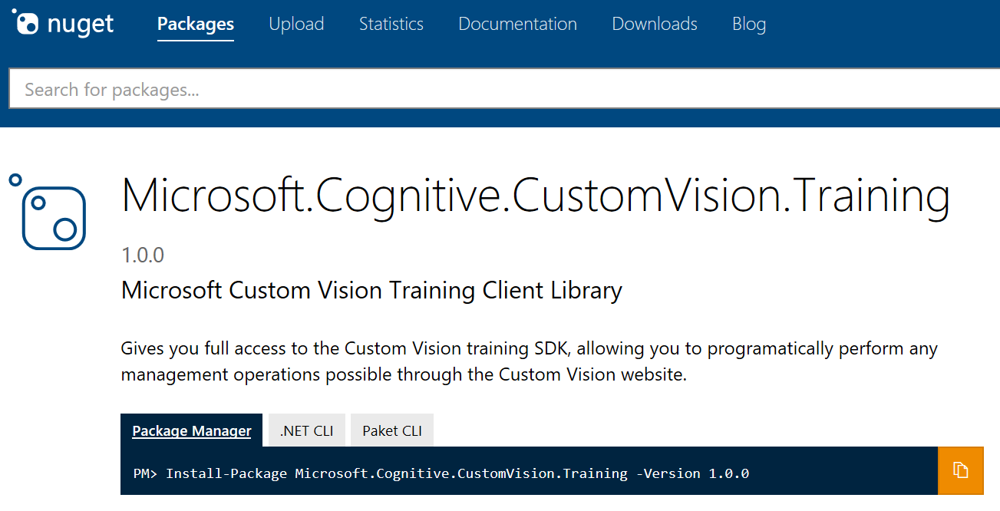 nuget Packages Upload Statistics Documentation Downloads Blog
Search for packages...
Microsoft.Cognitive.CustomVision.Training
1.0.0
Microsoft Custom Vision Training Client Library
Gives you full access to the Custom Vision training SDK, allowing you to programatically perform any
management operations possible through the Custom Vision website.
Package Manager .NET CLI Paket CLI
PM> Install-Package Microsoft.Cognitive.CustomVision.Training -Version 1.0.0